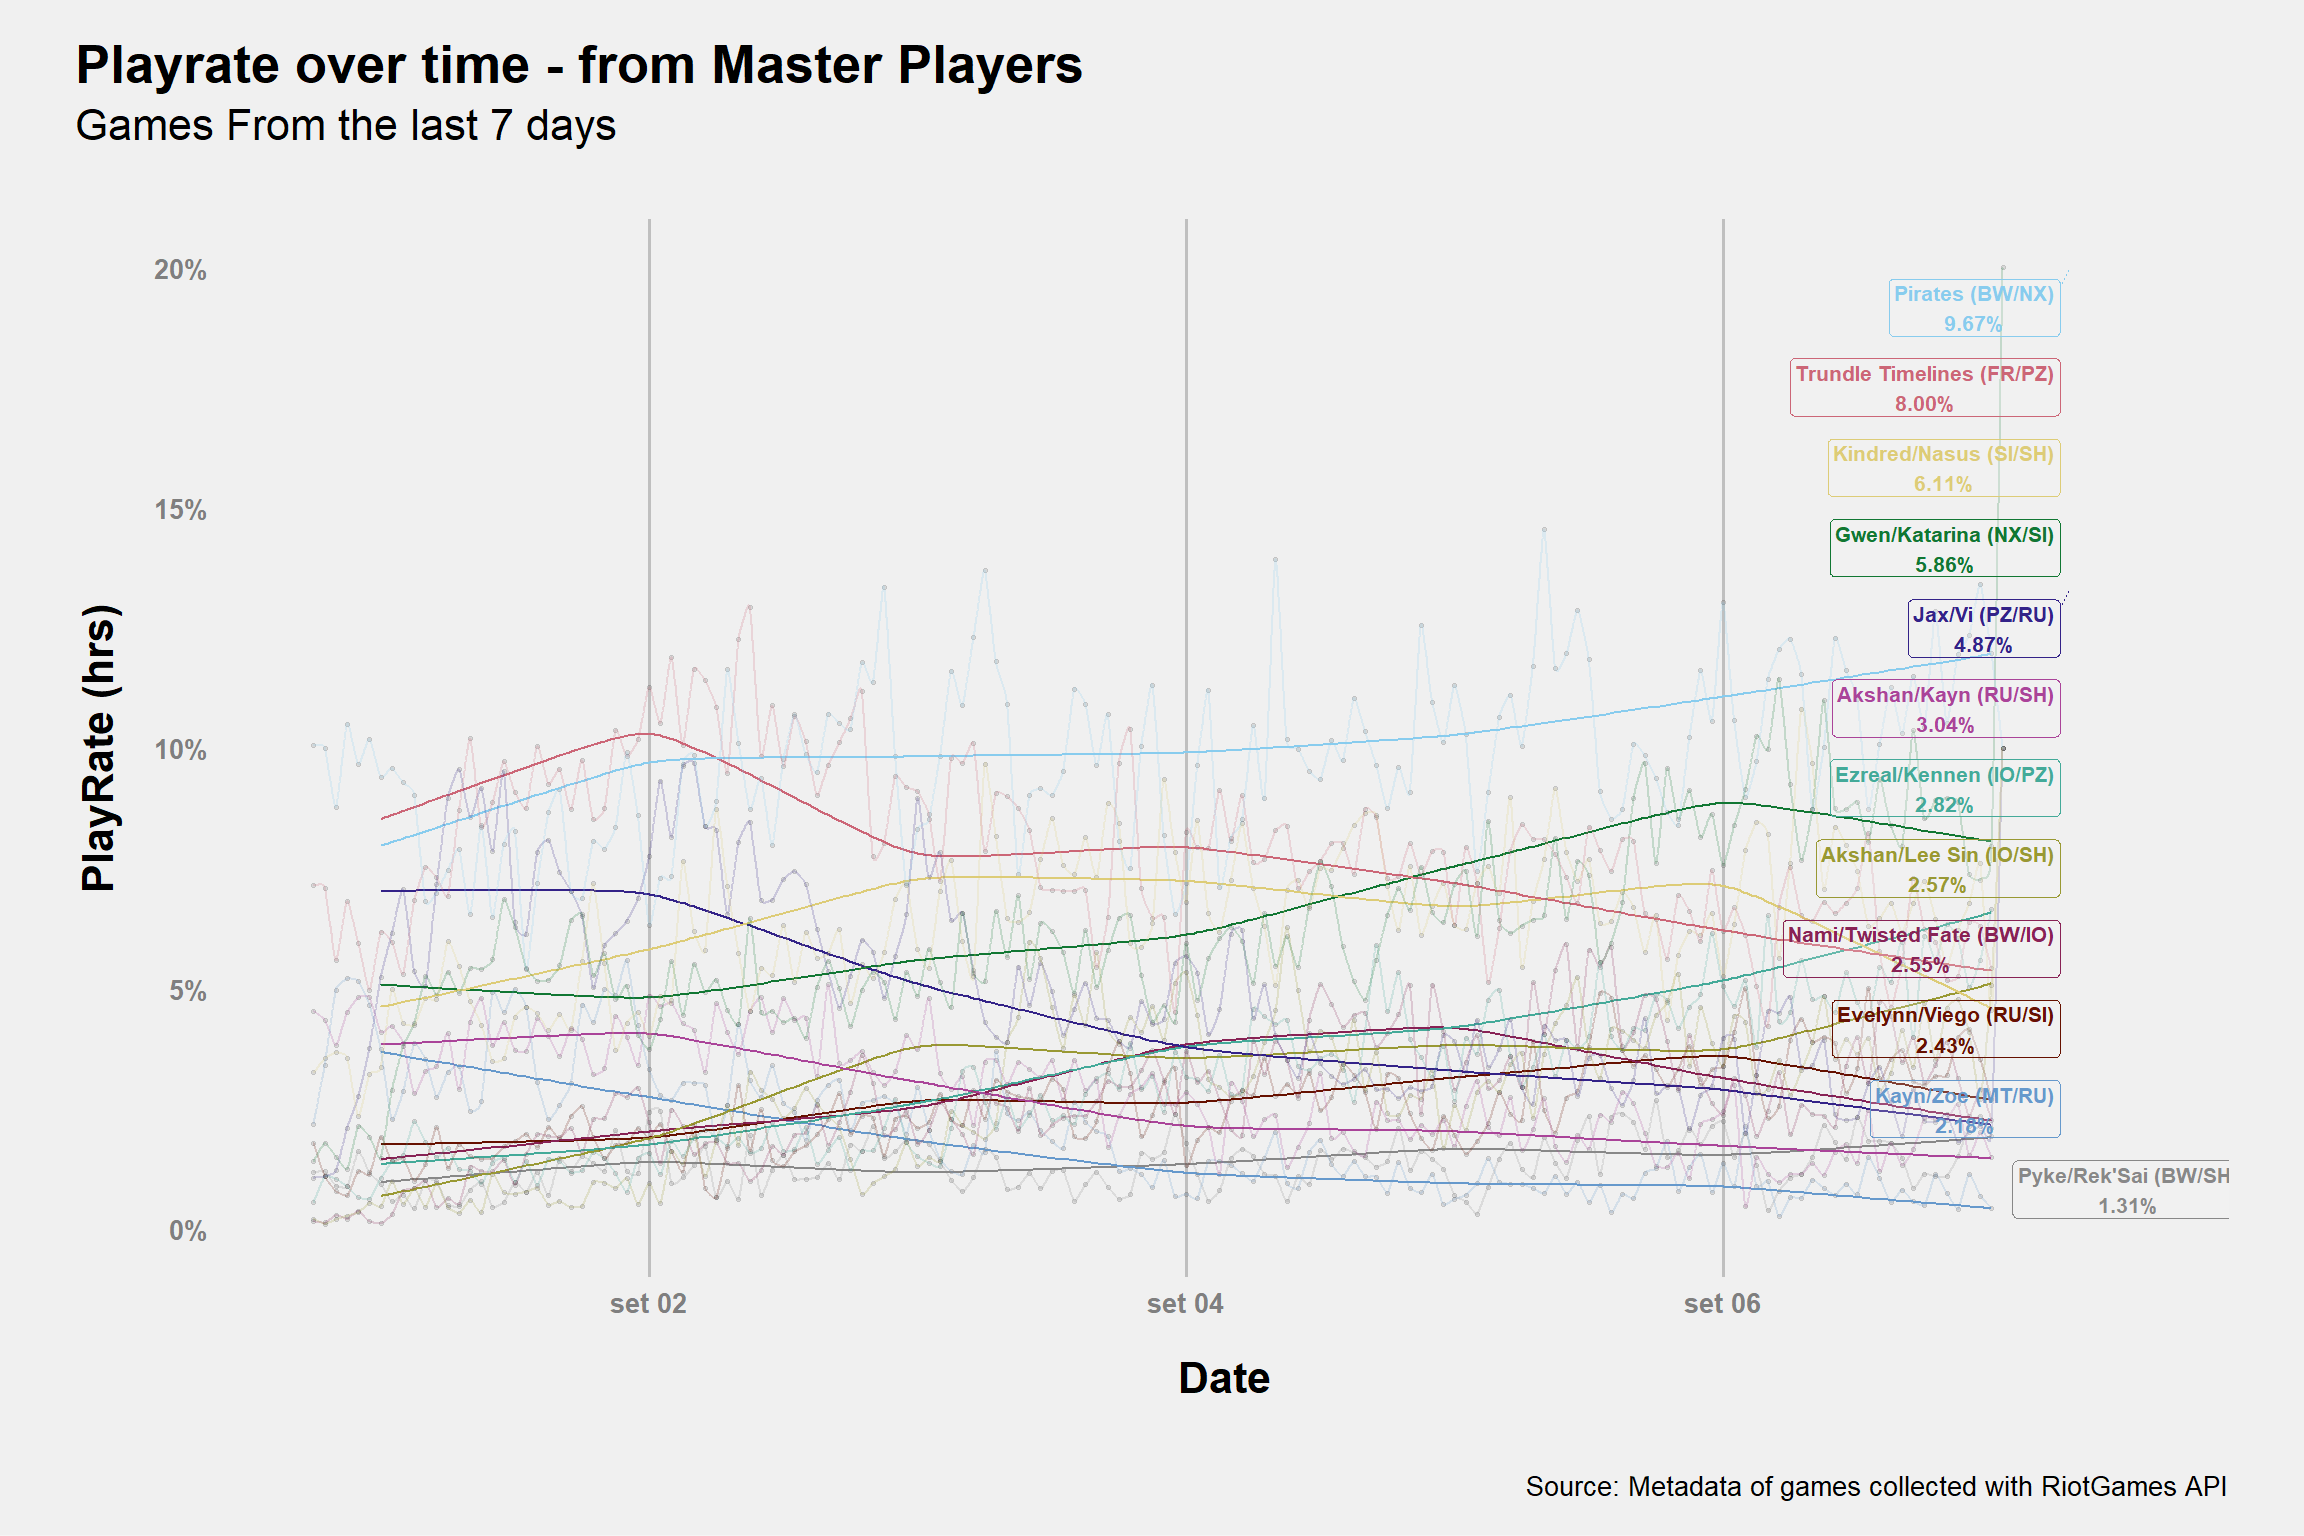 Playrate over time - from Master Players
Games From the last 7 days
20%
15%
10%
5%
0%
PlayRate (hrs)
Pirates (BW/NX)
9.67%
Trundle Timelines (FR/PZ)
8.00%
Kindred/Nasus (SI/SH)
6.11%
Gwen/Katarina (NX/SI)
5.86%
Jax/Vi (PZ/RU)
4.87%
Akshan/Kayn (RU/SH)
3.04%
Ezreal/Kennen (IO/PZ)
2.82%
Akshan/Lee Sin (IO/SH)
2.57%
Nami/Twisted Fate (BW/IO)
2.55%
Evelynn/Viego (RU/SI)
2.43%
Kayn/Zoe (MT/RU)
2.18%
Pyke/Rek'Sai (BW/SH
1.31%
set 02
set 04
set 06
Date
Source: Metadata of games collected with RiotGames API